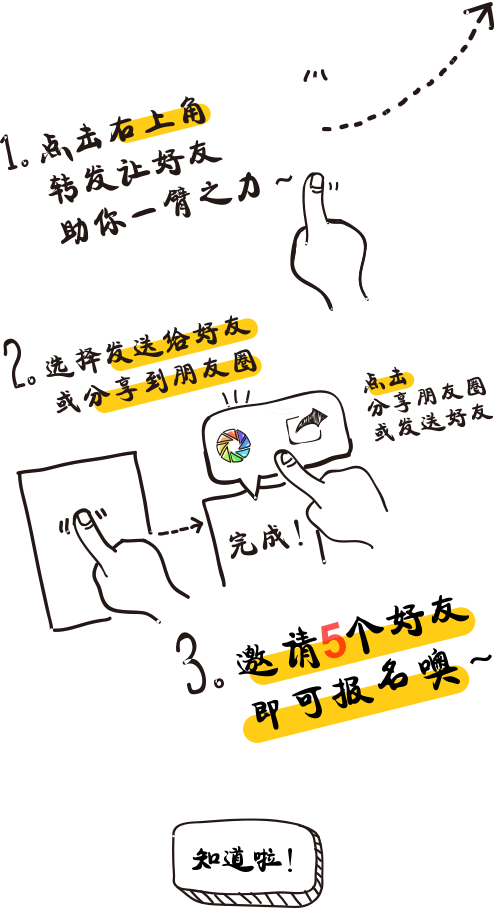 1。点击右上角
转发让好友
助你一臂之力~
2。选择发送给好友
或分享到朋友圈
点击
分享朋友圈
或发送好友
完成！
3。邀请5个好友
即可报名噢~
知道啦！